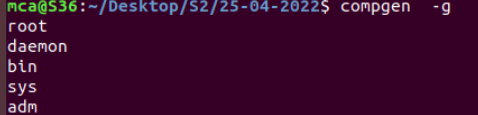 mca@S36:~/Desktop/S2/25-04-2022$ compgen  -g
root
daemon
bin
sys
adm